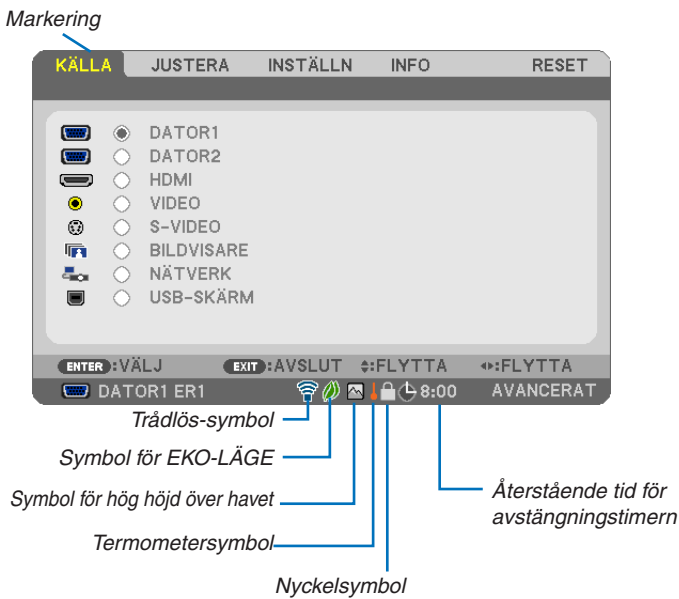 Markering
KÄLLA JUSTERA INSTÄLLN INFO RESET
DATOR1
DATOR2
HDMI
VIDEO
S-VIDEO
BILDVISARE
NÄTVERK
USB-SKÄRM
ENTER:VÄLJ EXIT:AVSLUT :FLYTTA :FLYTTA
DATOR1 ER1 8:00 AVANCERAT
Trådlös-symbol
Symbol för EKO-LÄGE
Symbol för hög höjd över havet
Återstående tid för
avstängningstimern
Termometersymbol
Nyckelsymbol